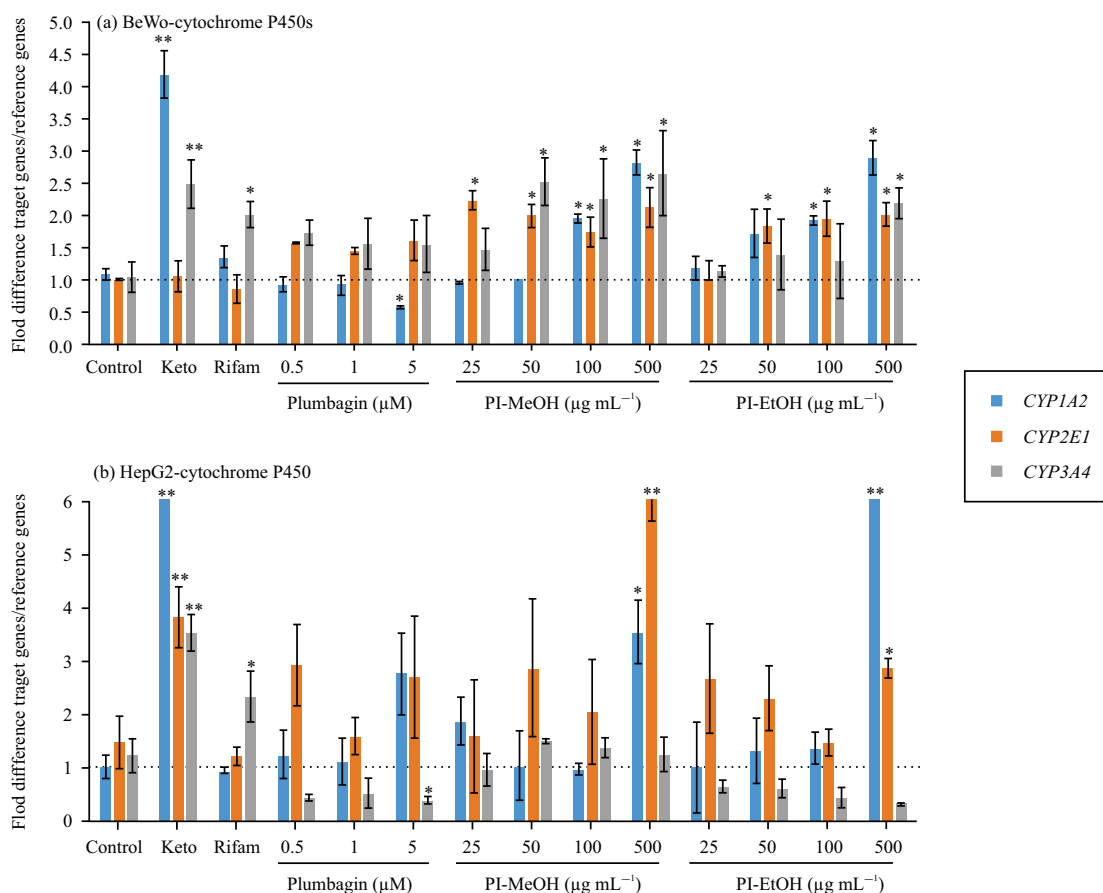 (a) BeWo-cytochrome P450s
Flod difference traget genes/reference genes
5.0
4.5
4.0
3.5
3.0
2.5
2.0
1.5
1.0
0.5
0.0
** ** * * * * * * * * * * * * * * * * * *
Control Keto Rifam 0.5 1 5 25 50 100 500 25 50 100 500
Plumbagin (µM) PI-MeOH (µg mL⁻¹) PI-EtOH (µg mL⁻¹)
CYP1A2
CYP2E1
CYP3A4
(b) HepG2-cytochrome P450
Flod difference traget genes/reference genes
6
5
4
3
2
1
0
** ** ** * * * ** ** *
Control Keto Rifam 0.5 1 5 25 50 100 500 25 50 100 500
Plumbagin (µM) PI-MeOH (µg mL⁻¹) PI-EtOH (µg mL⁻¹)